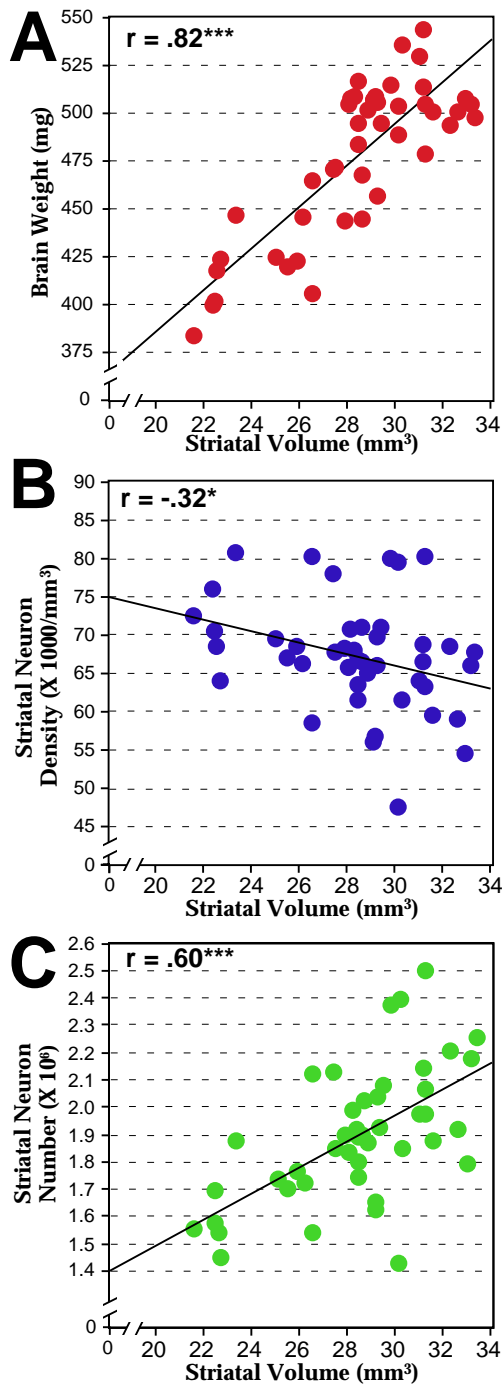 A
r = .82***
Brain Weight (mg)
550
525
500
475
450
425
400
375
0
0 20 22 24 26 28 30 32 34
Striatal Volume (mm³)
B
r = -.32*
Striatal Neuron
Density (X 1000/mm³)
90
85
80
75
70
65
60
55
50
45
0
0 20 22 24 26 28 30 32 34
Striatal Volume (mm³)
C
r = .60***
Striatal Neuron
Number (X 10⁶)
2.6
2.5
2.4
2.3
2.2
2.1
2.0
1.9
1.8
1.7
1.6
1.5
1.4
0
0 20 22 24 26 28 30 32 34
Striatal Volume (mm³)